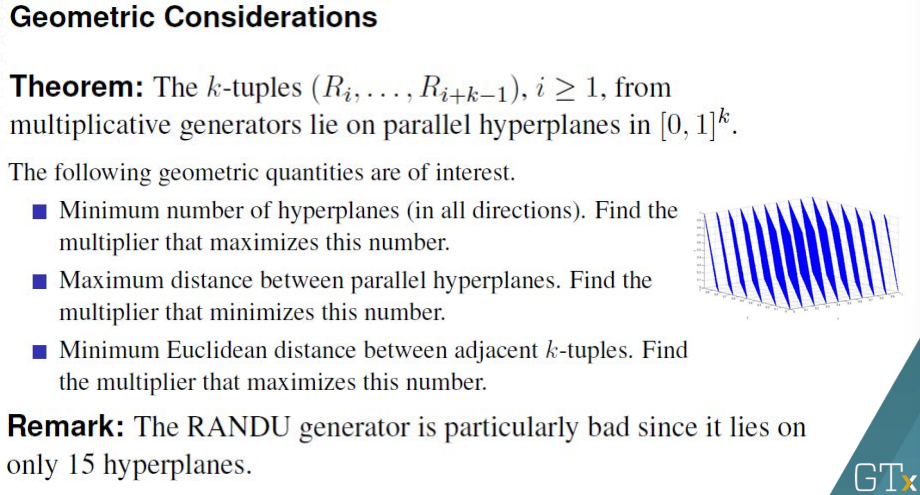 Geometric Considerations
Theorem: The k-tuples (Rᵢ, . . . , Rᵢ₊ₖ₋₁), i ≥ 1, from
multiplicative generators lie on parallel hyperplanes in [0, 1]ᵏ.
The following geometric quantities are of interest.
Minimum number of hyperplanes (in all directions). Find the
multiplier that maximizes this number.
Maximum distance between parallel hyperplanes. Find the
multiplier that minimizes this number.
Minimum Euclidean distance between adjacent k-tuples. Find
the multiplier that maximizes this number.
Remark: The RANDU generator is particularly bad since it lies on
only 15 hyperplanes.
GTx